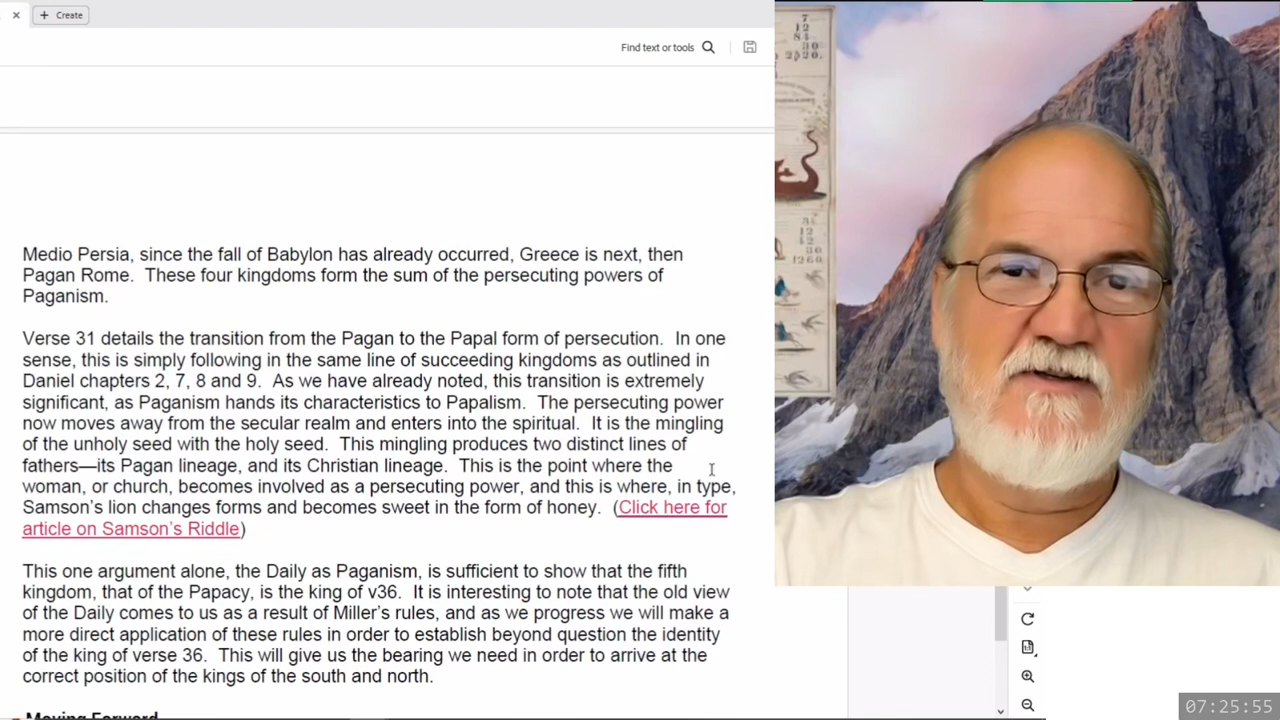 Create
Find text or tools
Medio Persia, since the fall of Babylon has already occurred, Greece is next, then
Pagan Rome.  These four kingdoms form the sum of the persecuting powers of
Paganism.
Verse 31 details the transition from the Pagan to the Papal form of persecution.  In one
sense, this is simply following in the same line of succeeding kingdoms as outlined in
Daniel chapters 2, 7, 8 and 9.  As we have already noted, this transition is extremely
significant, as Paganism hands its characteristics to Papalism.  The persecuting power
now moves away from the secular realm and enters into the spiritual.  It is the mingling
of the unholy seed with the holy seed.  This mingling produces two distinct lines of
fathers—its Pagan lineage, and its Christian lineage.  This is the point where the
woman, or church, becomes involved as a persecuting power, and this is where, in type,
Samson's lion changes forms and becomes sweet in the form of honey.  (Click here for
article on Samson's Riddle)
This one argument alone, the Daily as Paganism, is sufficient to show that the fifth
kingdom, that of the Papacy, is the king of v36.  It is interesting to note that the old view
of the Daily comes to us as a result of Miller's rules, and as we progress we will make a
more direct application of these rules in order to establish beyond question the identity
of the king of verse 36.  This will give us the bearing we need in order to arrive at the
correct position of the kings of the south and north.
Moving Forward
7
12
84
30
2520.
12
30
1260
07:25:55